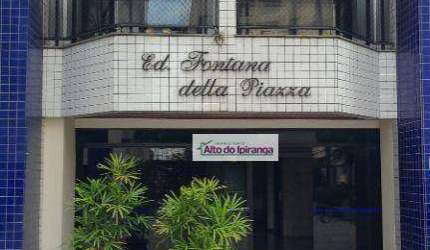 Ed. Fontana
della Piazza
Alto do Ipiranga